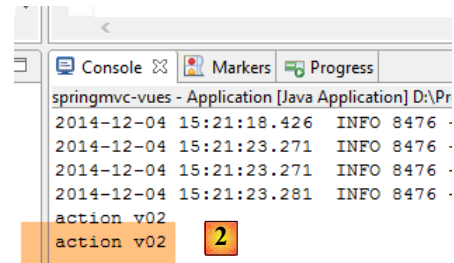 Console Markers Progress
springmvc-vues - Application [Java Application] D:\Pr
2014-12-04 15:21:18.426 INFO 8476 -
2014-12-04 15:21:23.271 INFO 8476 -
2014-12-04 15:21:23.271 INFO 8476 -
2014-12-04 15:21:23.281 INFO 8476 -
action v02
action v02 2